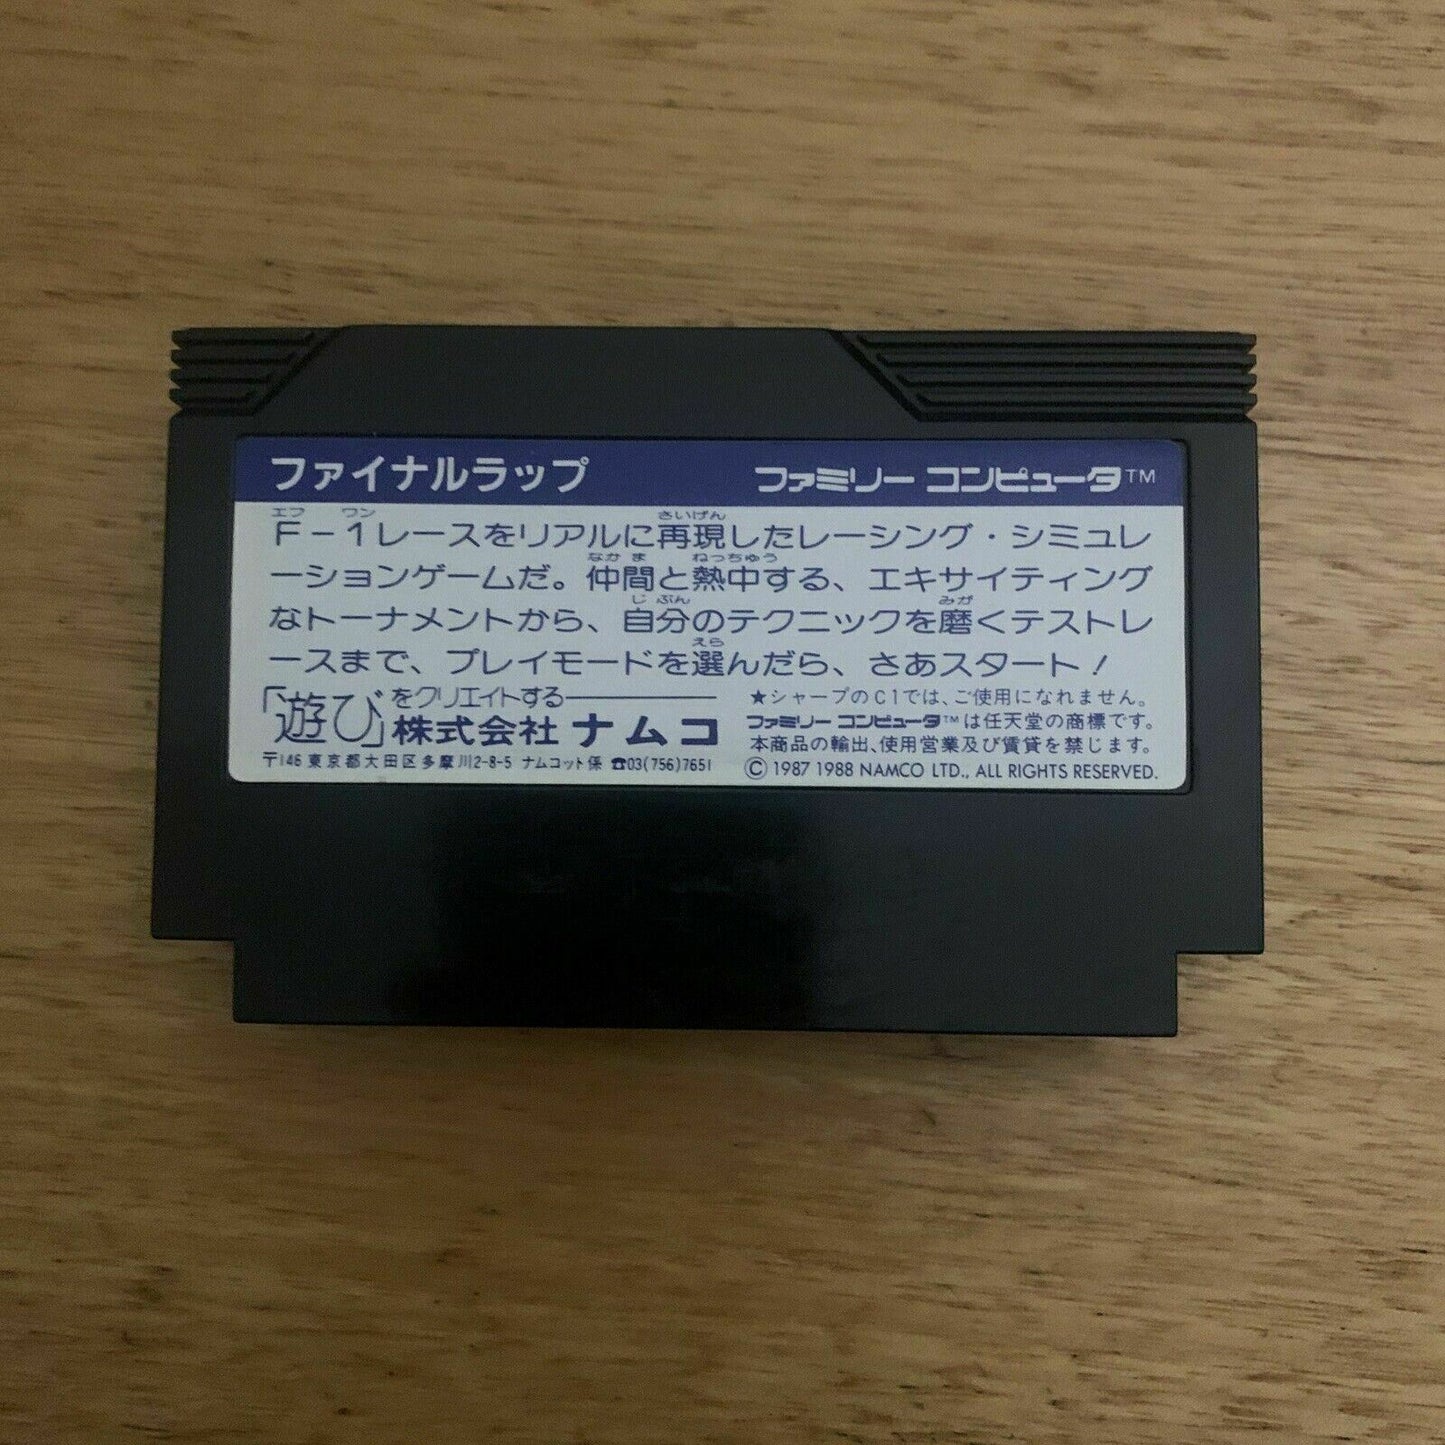 ファイナルラップ ファミリー コンピュータ™
エフ ワン さいげん
F-1レースをリアルに再現したレーシング・シミュレ
なかま ねっちゅう
ーションゲームだ。仲間と熱中する、エキサイティング
じぶん みが
なトーナメントから、自分のテクニックを磨くテストレ
えら
ースまで、プレイモードを選んだら、さあスタート!
「遊び」をクリエイトする
株式会社ナムコ
〒146 東京都大田区多摩川2-8-5 ナムコット係 ☎03(756)7651
★シャープのC1では、ご使用になれません。
ファミリー コンピュータ™は任天堂の商標です。
本商品の輸出、使用営業及び賃貸を禁じます。
©1987 1988 NAMCO LTD., ALL RIGHTS RESERVED.